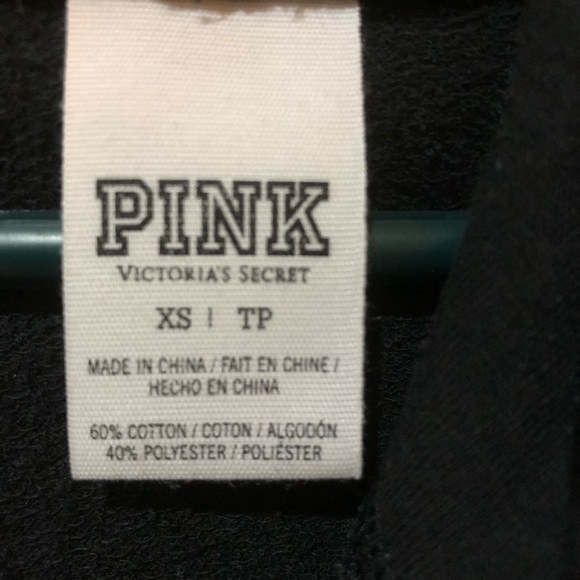 PINK
VICTORIA'S SECRET
XS | TP
MADE IN CHINA / FAIT EN CHINE /
HECHO EN CHINA
60% COTTON / COTON / ALGODÓN
40% POLYESTER / POLIÉSTER